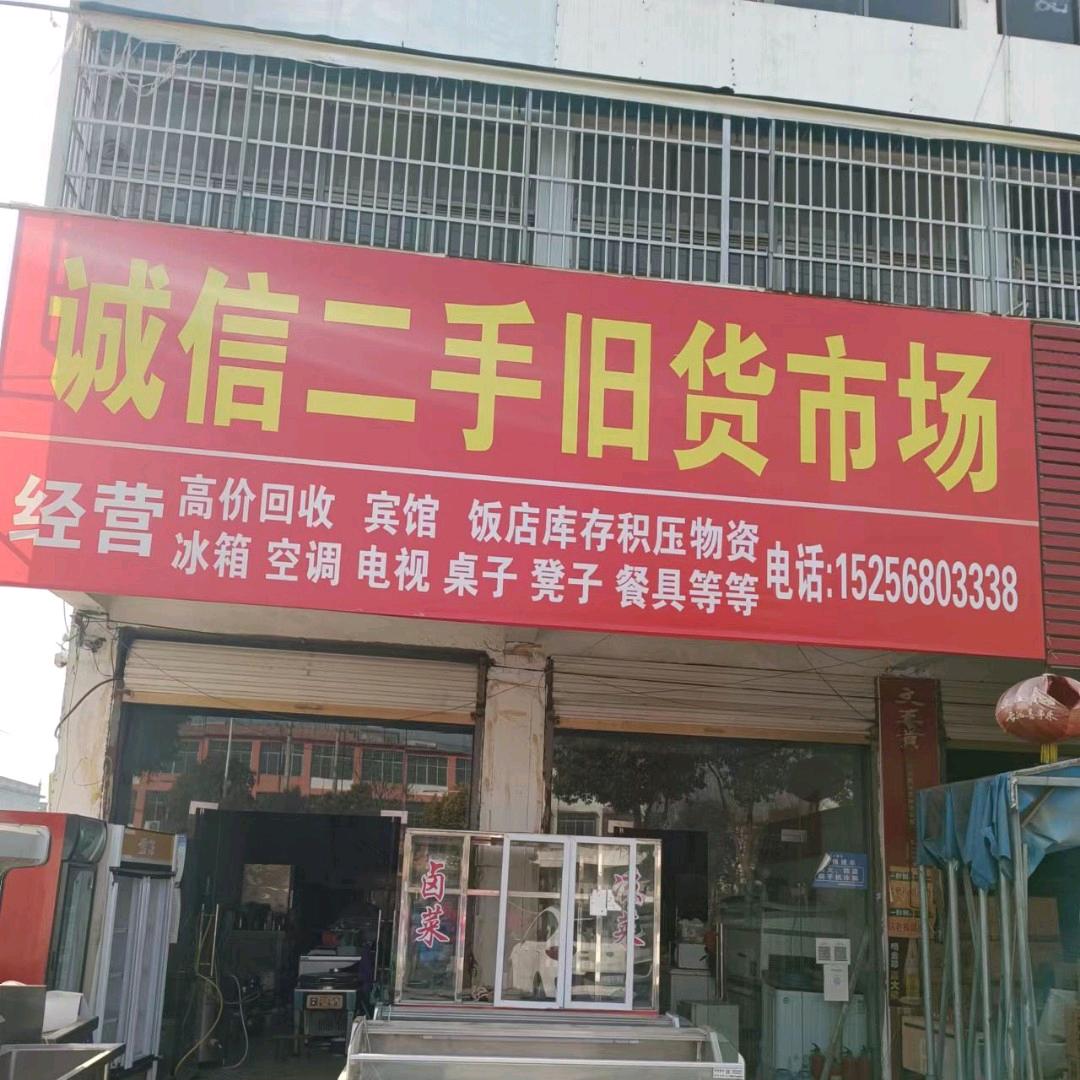 诚信二手旧货市场
经营
高价回收 宾馆 饭店库存积压物资
冰箱 空调 电视 桌子 凳子 餐具等等
电话:15256803338
卤菜
凉菜